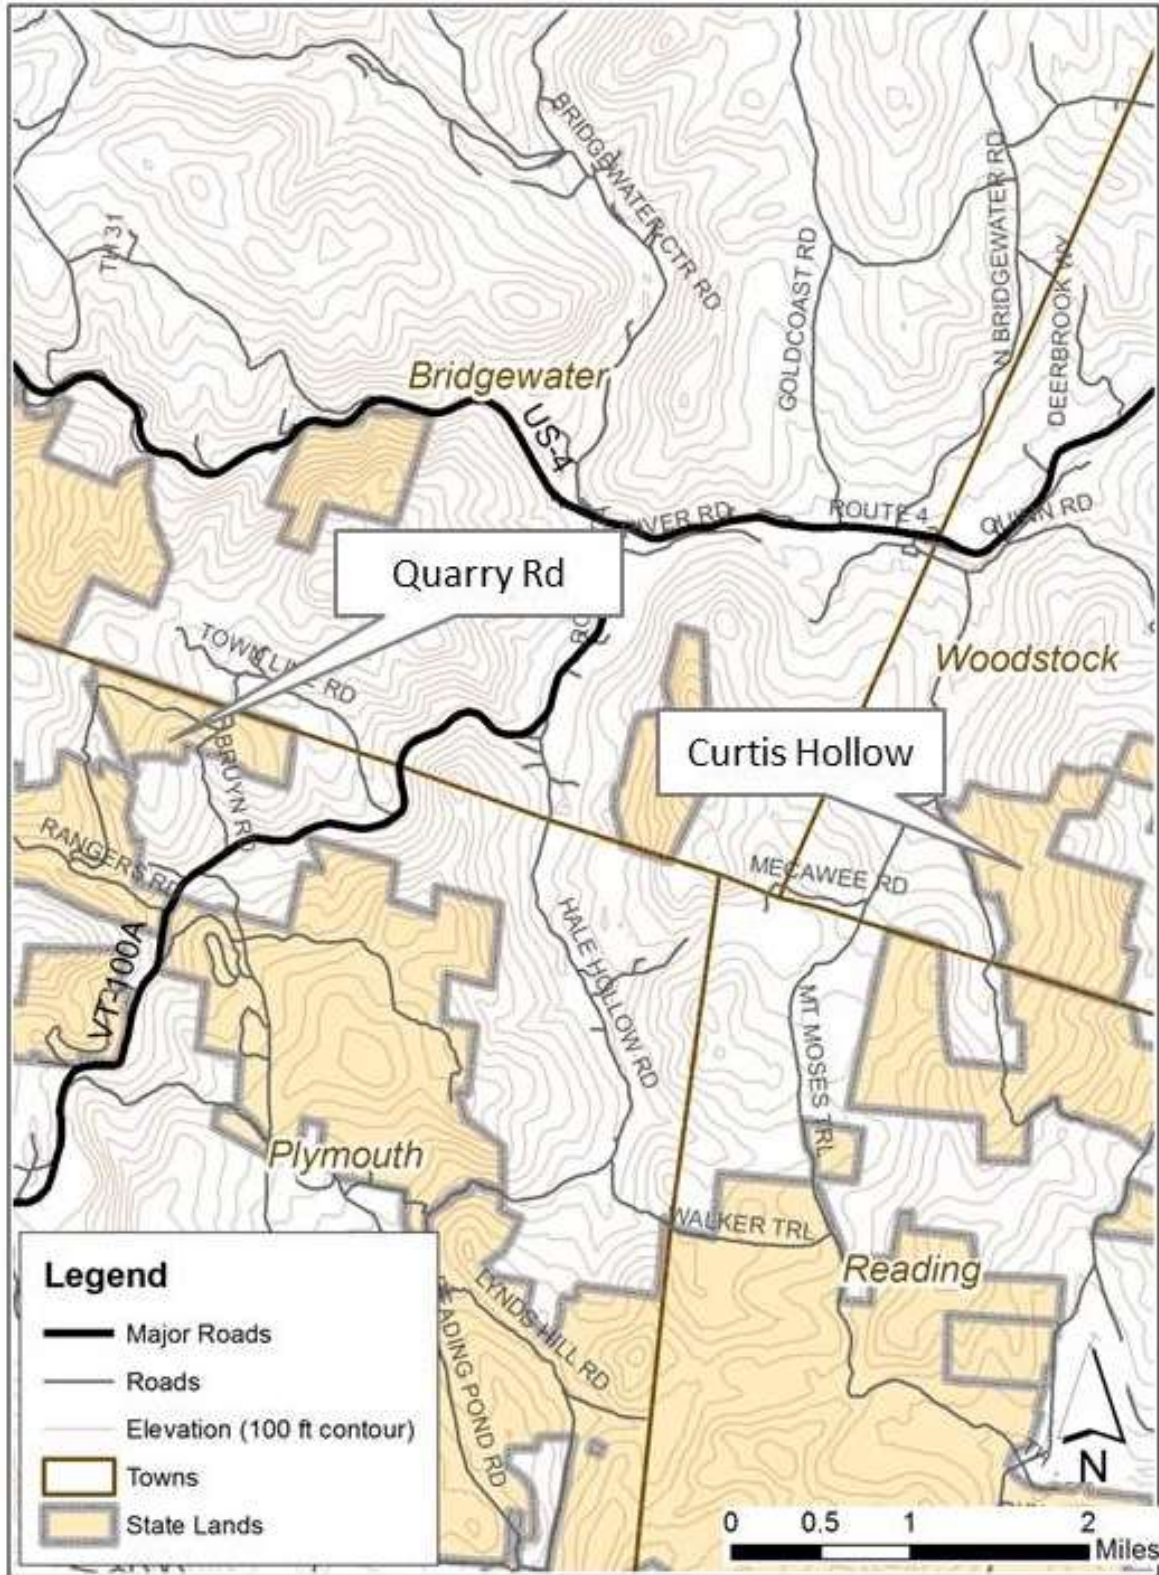 BRIDGEWATER CTR RD
TH 31
N BRIDGEWATER RD
GOLDCOAST RD
DEERBROOK WY
Bridgewater
US-4
RIVER RD
ROUTE 4
QUINN RD
Quarry Rd
TOWN LINE RD
Woodstock
BRUYN RD
Curtis Hollow
RANGERS RD
MECAWEE RD
VT-100A
HALE HOLLOW RD
MT MOSES TRL
Plymouth
WALKER TRL
Reading
LYNDS HILL RD
READING POND RD
Legend
Major Roads
Roads
Elevation (100 ft contour)
Towns
State Lands
N
0 0.5 1 2
Miles